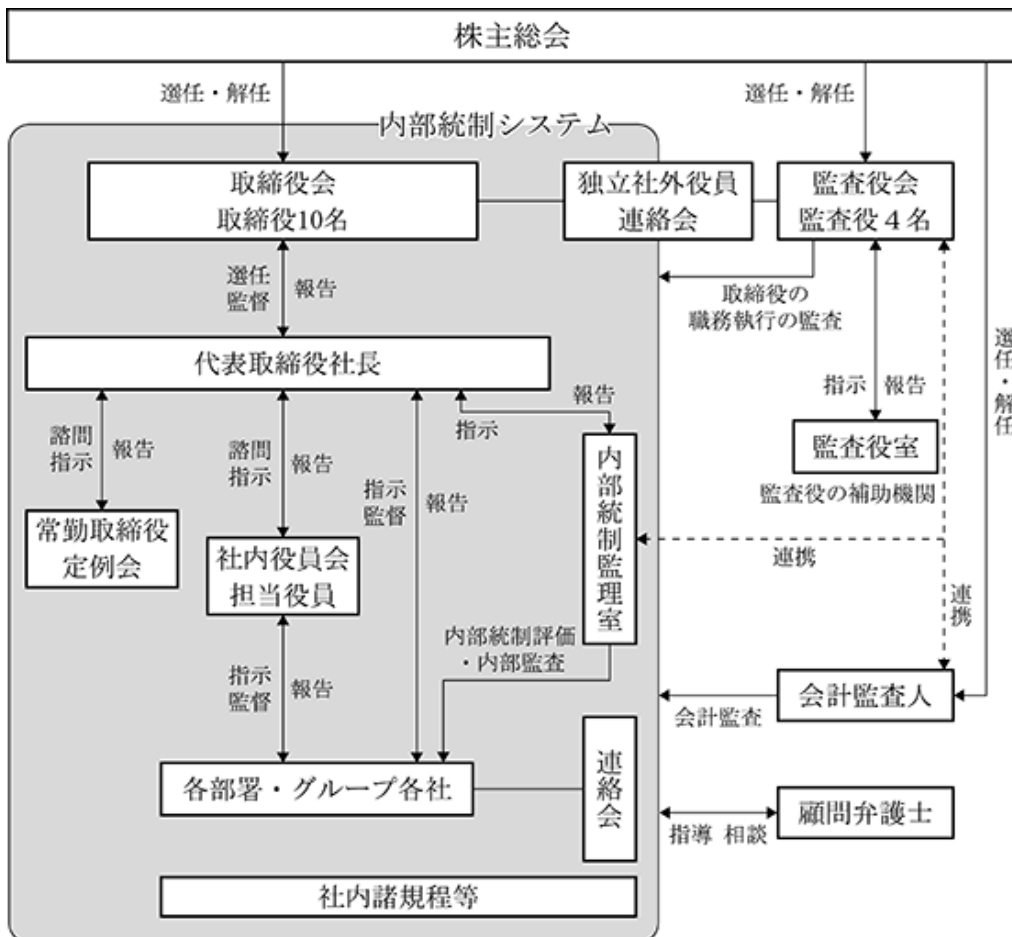 株主総会
選任・解任
選任・解任
内部統制システム
取締役会
取締役10名
独立社外役員
連絡会
監査役会
監査役４名
選任
監督
報告
取締役の
職務執行の監査
選任・解任
代表取締役社長
指示
報告
報告
指示
監査役室
監査役の補助機関
諮問
指示
報告
諮問
指示
報告
指示
監督
報告
内部統制監理室
常勤取締役
定例会
社内役員会
担当役員
連携
連携
内部統制評価
・内部監査
指示
監督
報告
会計監査人
会計監査
各部署・グループ各社
連絡会
顧問弁護士
指導 相談
社内諸規程等